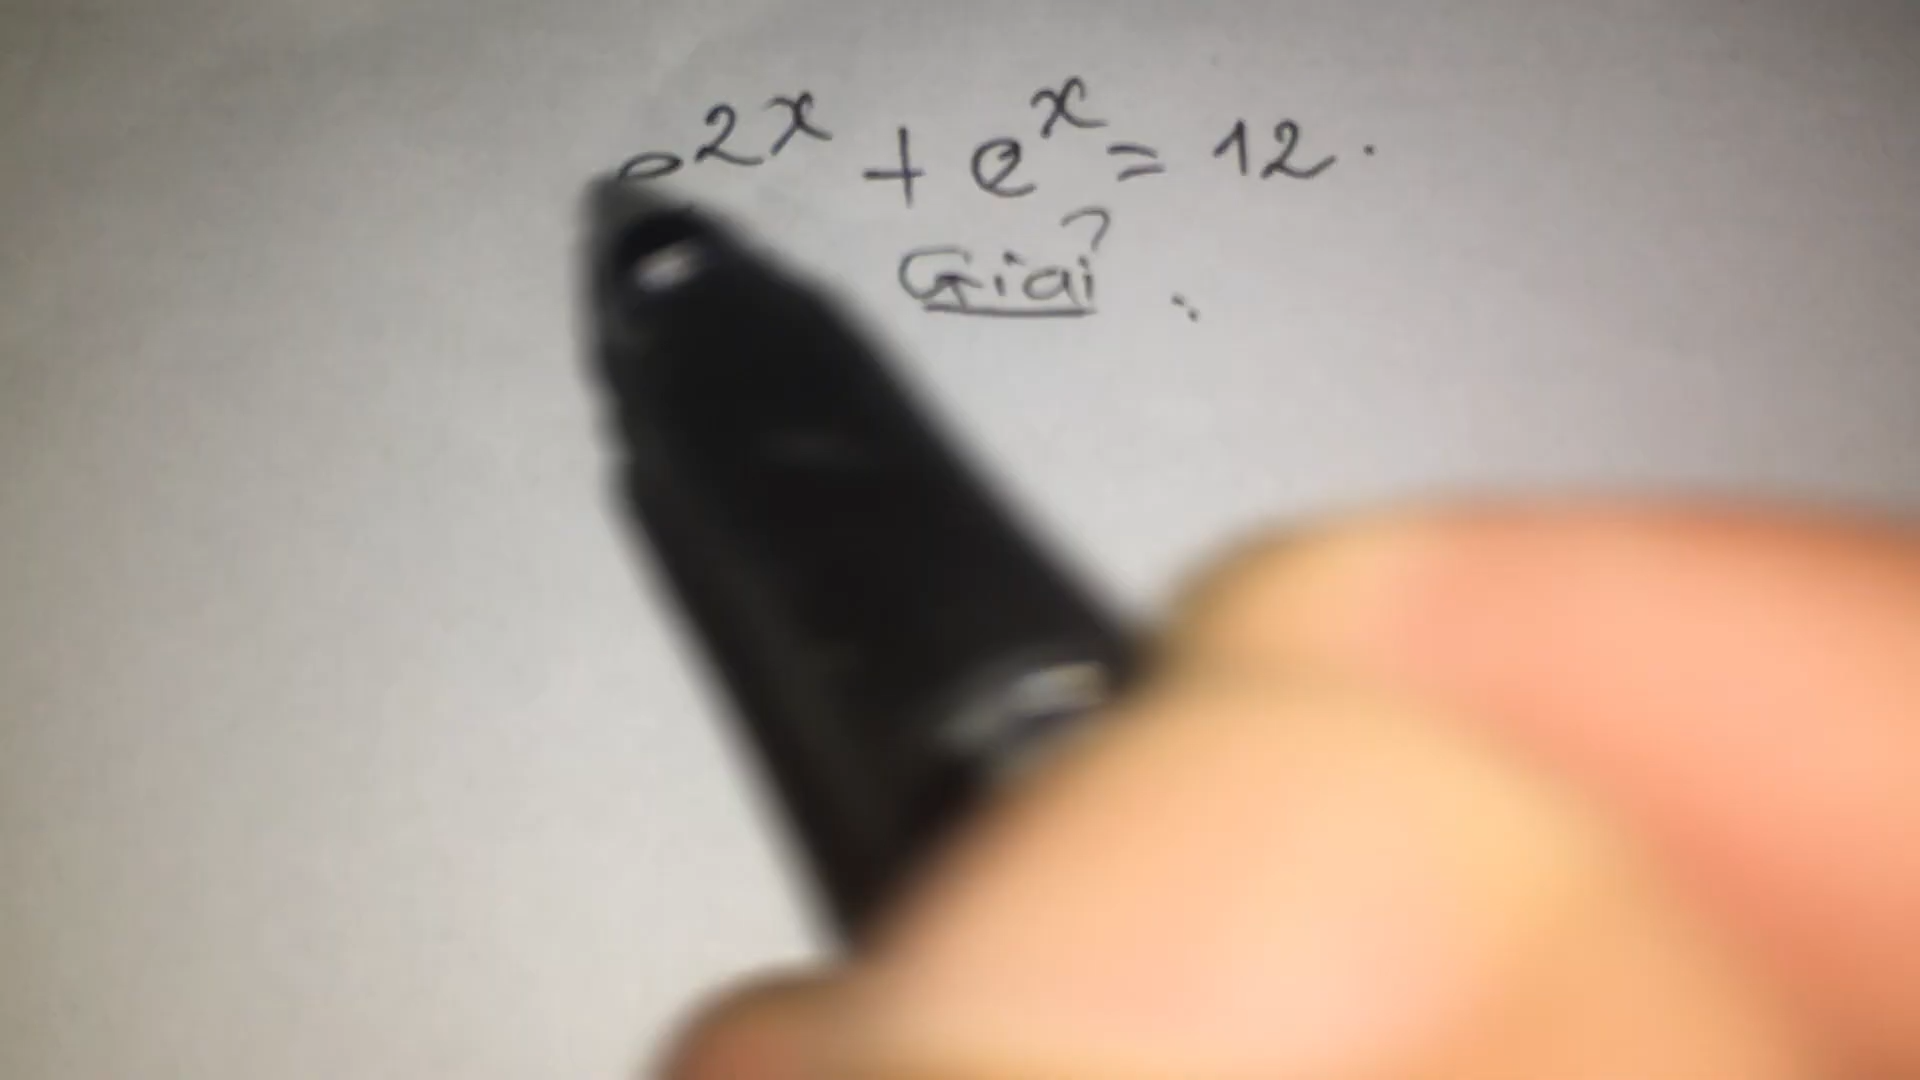 e^{2x} + e^x = 12.
Giải